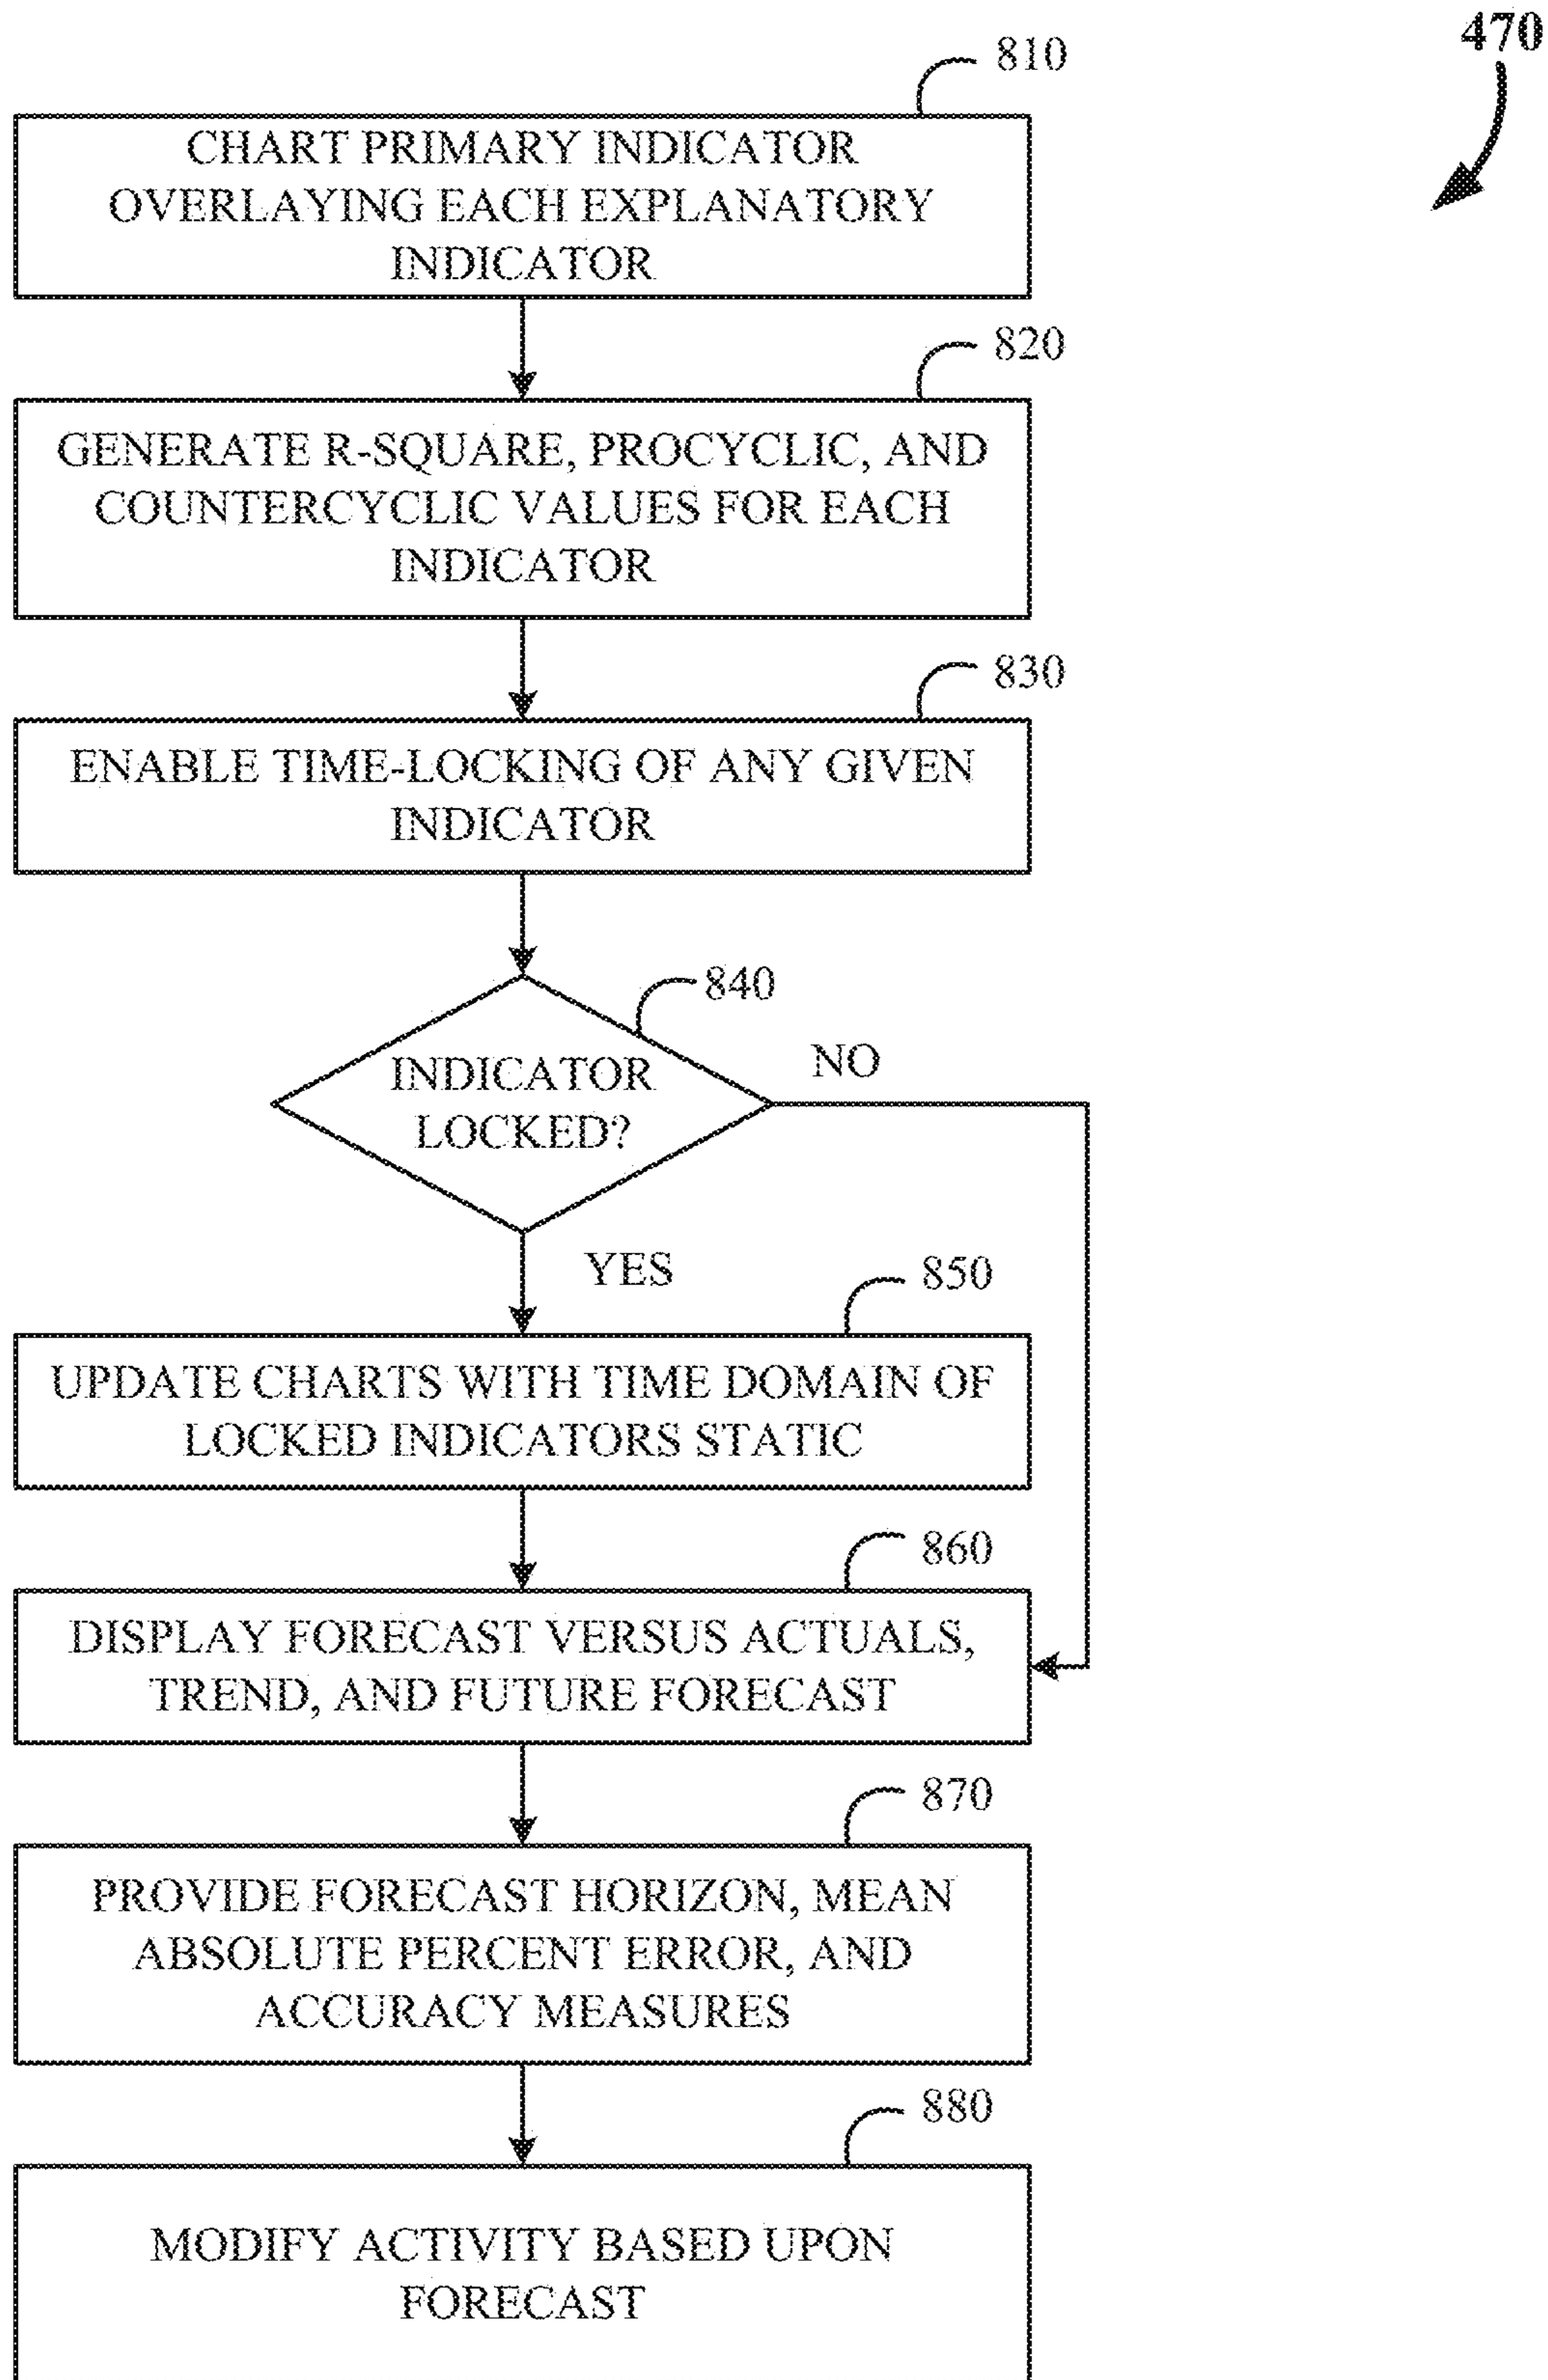 470
810
CHART PRIMARY INDICATOR
OVERLAYING EACH EXPLANATORY
INDICATOR
820
GENERATE R-SQUARE, PROCYCLIC, AND
COUNTERCYCLIC VALUES FOR EACH
INDICATOR
830
ENABLE TIME-LOCKING OF ANY GIVEN
INDICATOR
840
INDICATOR
LOCKED?
NO
YES
850
UPDATE CHARTS WITH TIME DOMAIN OF
LOCKED INDICATORS STATIC
860
DISPLAY FORECAST VERSUS ACTUALS,
TREND, AND FUTURE FORECAST
870
PROVIDE FORECAST HORIZON, MEAN
ABSOLUTE PERCENT ERROR, AND
ACCURACY MEASURES
880
MODIFY ACTIVITY BASED UPON
FORECAST